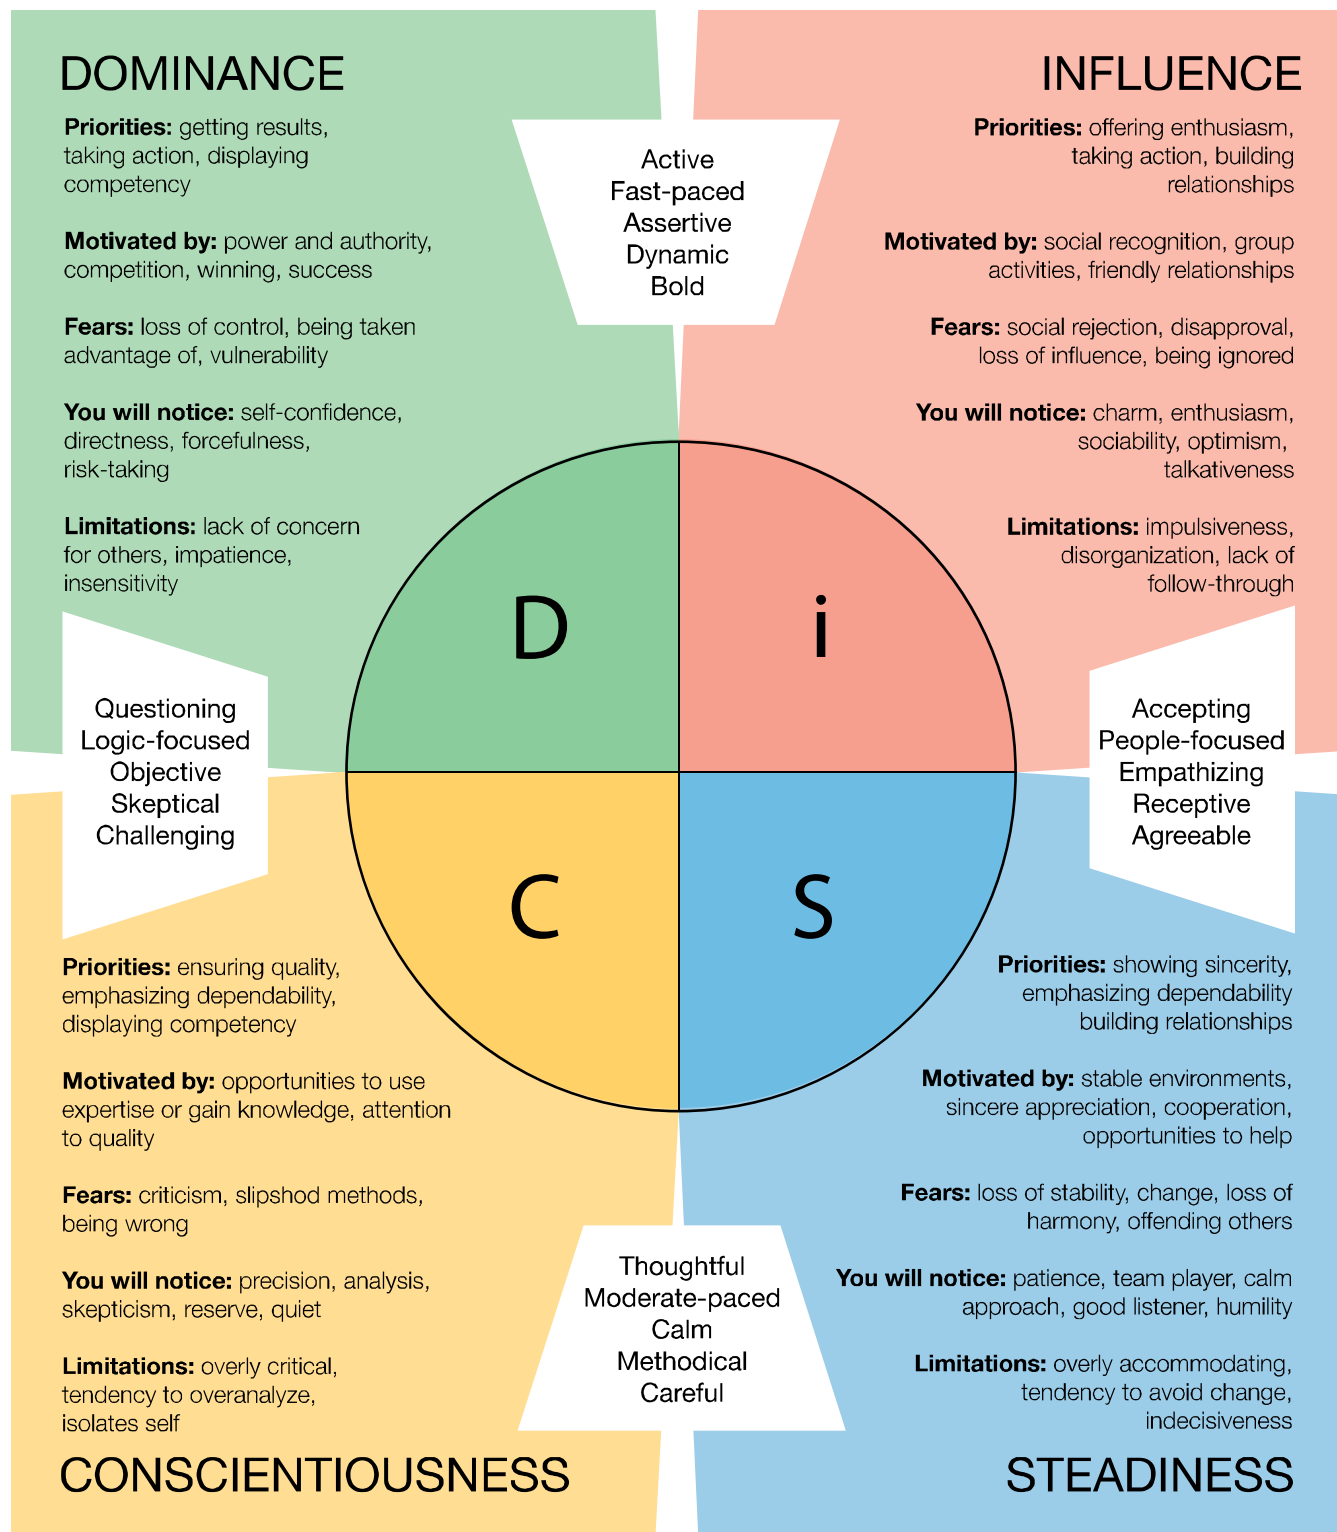 DOMINANCE
Priorities: getting results,
taking action, displaying
competency
Motivated by: power and authority,
competition, winning, success
Fears: loss of control, being taken
advantage of, vulnerability
You will notice: self-confidence,
directness, forcefulness,
risk-taking
Limitations: lack of concern
for others, impatience,
insensitivity
Active
Fast-paced
Assertive
Dynamic
Bold
INFLUENCE
Priorities: offering enthusiasm,
taking action, building
relationships
Motivated by: social recognition, group
activities, friendly relationships
Fears: social rejection, disapproval,
loss of influence, being ignored
You will notice: charm, enthusiasm,
sociability, optimism,
talkativeness
Limitations: impulsiveness,
disorganization, lack of
follow-through
D
i
Questioning
Logic-focused
Objective
Skeptical
Challenging
Accepting
People-focused
Empathizing
Receptive
Agreeable
C
S
Priorities: ensuring quality,
emphasizing dependability,
displaying competency
Motivated by: opportunities to use
expertise or gain knowledge, attention
to quality
Fears: criticism, slipshod methods,
being wrong
You will notice: precision, analysis,
skepticism, reserve, quiet
Limitations: overly critical,
tendency to overanalyze,
isolates self
CONSCIENTIOUSNESS
Thoughtful
Moderate-paced
Calm
Methodical
Careful
Priorities: showing sincerity,
emphasizing dependability
building relationships
Motivated by: stable environments,
sincere appreciation, cooperation,
opportunities to help
Fears: loss of stability, change, loss of
harmony, offending others
You will notice: patience, team player, calm
approach, good listener, humility
Limitations: overly accommodating,
tendency to avoid change,
indecisiveness
STEADINESS